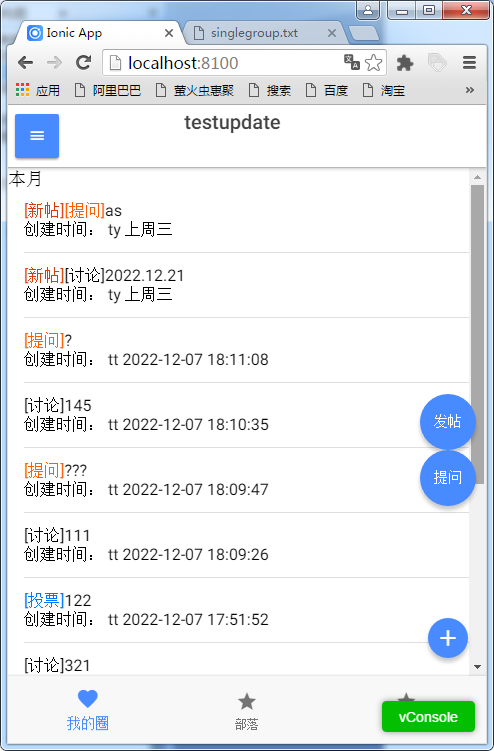 Ionic App
singlegroup.txt
localhost:8100
应用
阿里巴巴
萤火虫惠聚
搜索
百度
淘宝
»
testupdate
本月
[新帖][提问]as
创建时间： ty 上周三
[新帖][讨论]2022.12.21
创建时间： ty 上周三
[提问]?
创建时间： tt 2022-12-07 18:11:08
[讨论]145
创建时间： tt 2022-12-07 18:10:35
发帖
[提问]???
创建时间： tt 2022-12-07 18:09:47
提问
[讨论]111
创建时间： tt 2022-12-07 18:09:26
[投票]122
创建时间： tt 2022-12-07 17:51:52
[讨论]321
我的圈
部落
vConsole